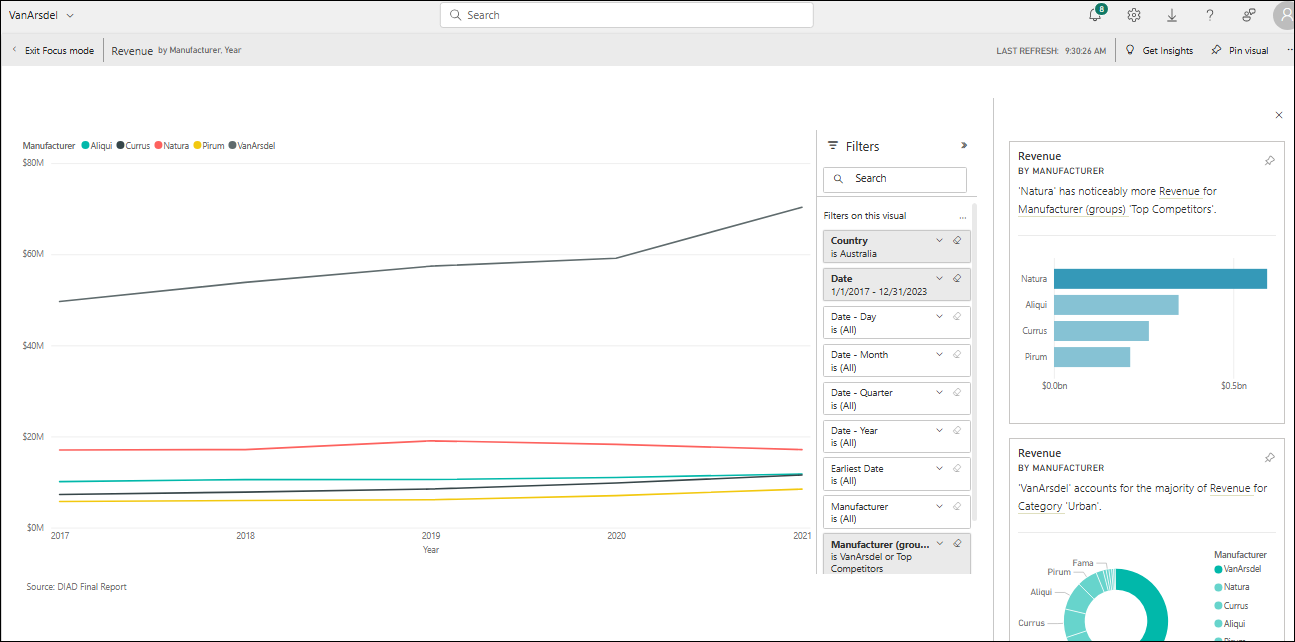 VanArsdel
Search
8
?
Exit Focus mode
Revenue by Manufacturer, Year
LAST REFRESH: 9:30:26 AM
Get Insights
Pin visual
...
Manufacturer Aliqui Currus Natura Pirum VanArsdel
$80M
$60M
$40M
$20M
$0M
2017 2018 2019 2020 2021
Year
Source: DIAD Final Report
Filters
Search
Filters on this visual ...
Country
is Australia
Date
1/1/2017 - 12/31/2023
Date - Day
is (All)
Date - Month
is (All)
Date - Quarter
is (All)
Date - Year
is (All)
Earliest Date
is (All)
Manufacturer
is (All)
Manufacturer (grou...
is VanArsdel or Top
Competitors
Revenue
BY MANUFACTURER
'Natura' has noticeably more Revenue for
Manufacturer (groups) 'Top Competitors'.
Natura
Aliqui
Currus
Pirum
$0.0bn $0.5bn
Revenue
BY MANUFACTURER
'VanArsdel' accounts for the majority of Revenue for
Category 'Urban'.
Fama
Pirum
Aliqui
Currus
Manufacturer
VanArsdel
Natura
Currus
Aliqui
Pirum